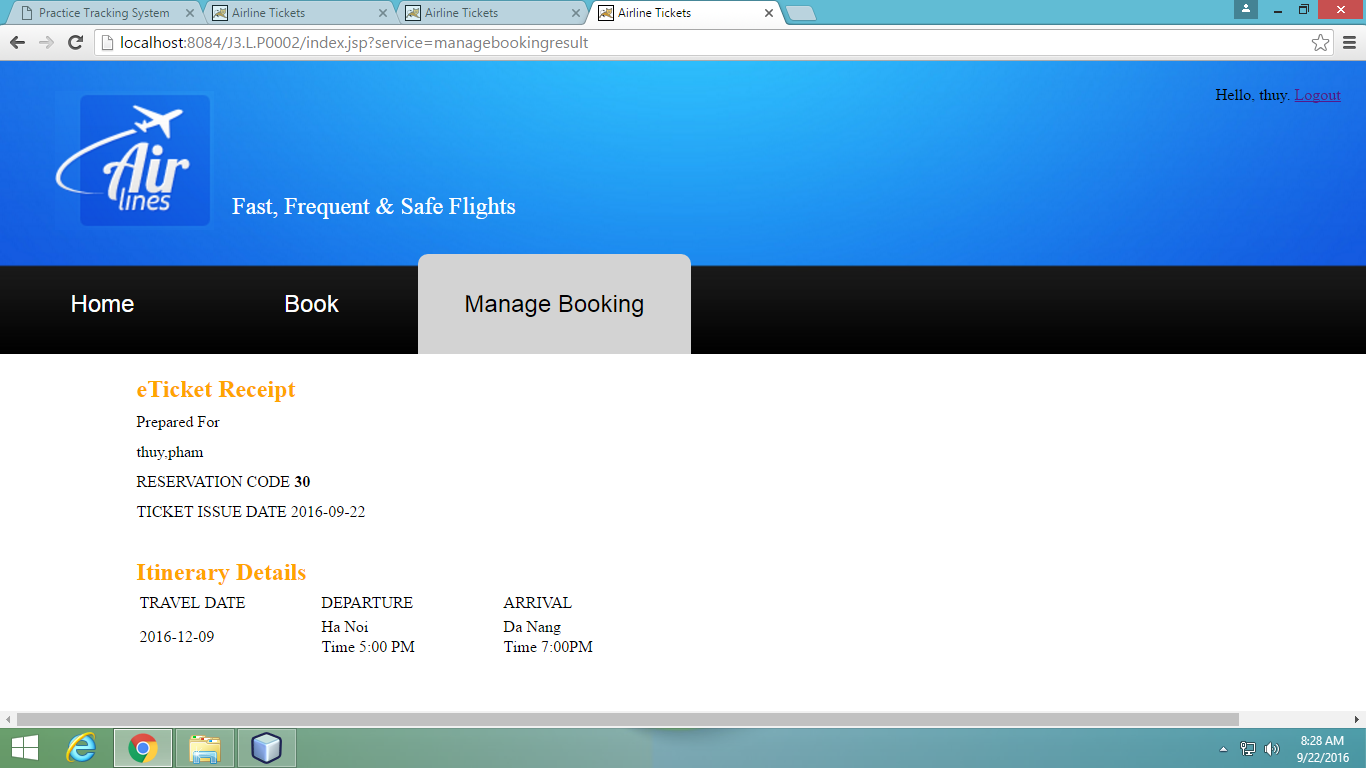 Practice Tracking System
Airline Tickets
Airline Tickets
Airline Tickets
localhost:8084/J3.L.P0002/index.jsp?service=managebookingresult
Hello, thuy. Logout
Air
lines
Fast, Frequent & Safe Flights
Home
Book
Manage Booking
eTicket Receipt
Prepared For
thuy,pham
RESERVATION CODE 30
TICKET ISSUE DATE 2016-09-22
Itinerary Details
TRAVEL DATE DEPARTURE ARRIVAL
2016-12-09
Ha Noi
Time 5:00 PM
Da Nang
Time 7:00PM
8:28 AM
9/22/2016